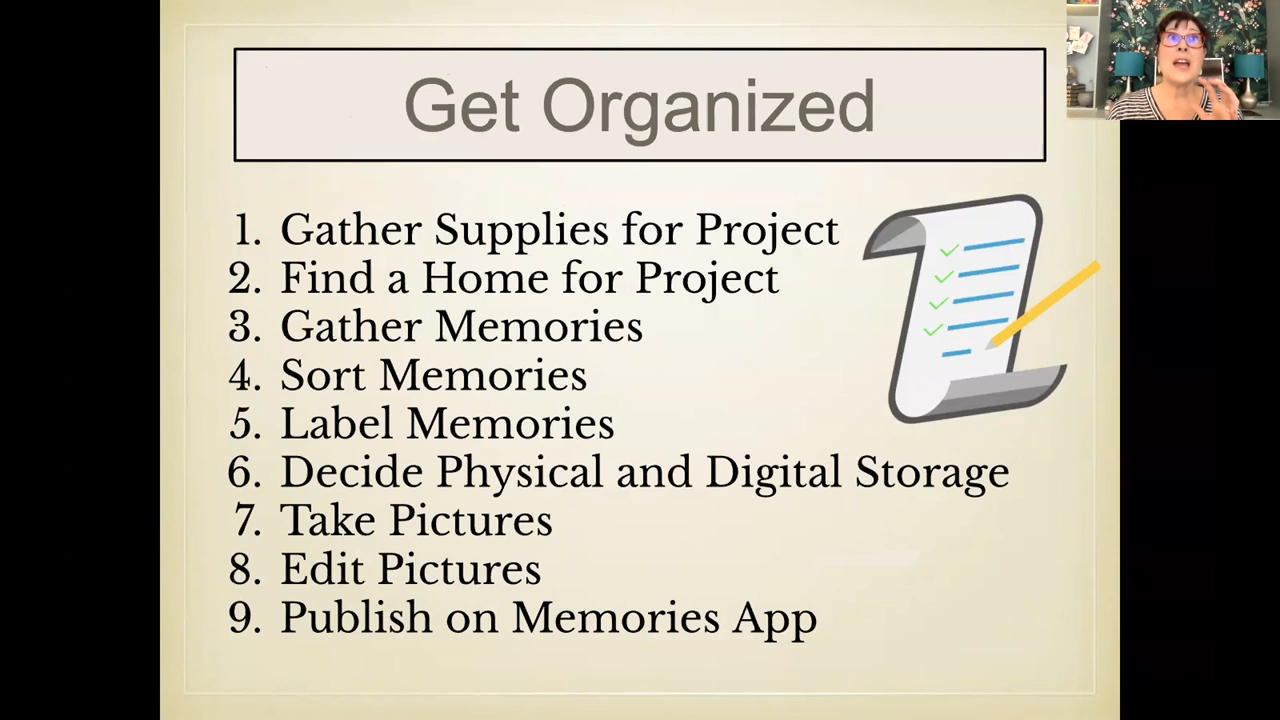 Get Organized
1. Gather Supplies for Project
2. Find a Home for Project
3. Gather Memories
4. Sort Memories
5. Label Memories
6. Decide Physical and Digital Storage
7. Take Pictures
8. Edit Pictures
9. Publish on Memories App